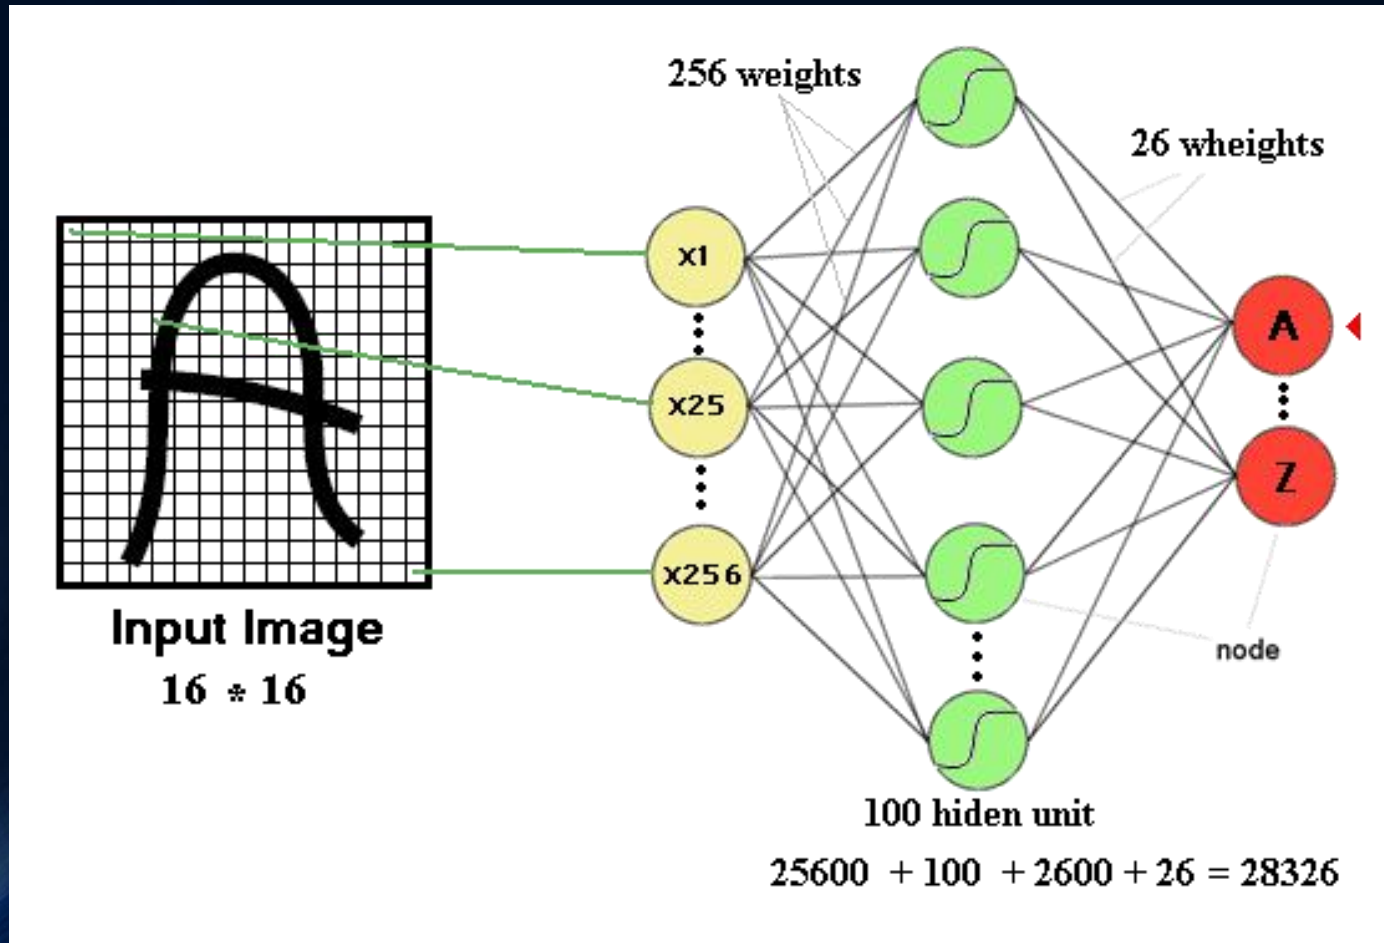 256 weights
26 wheights
x1
x25
x256
A
Z
node
Input Image
16 * 16
100 hiden unit
25600 + 100 + 2600 + 26 = 28326